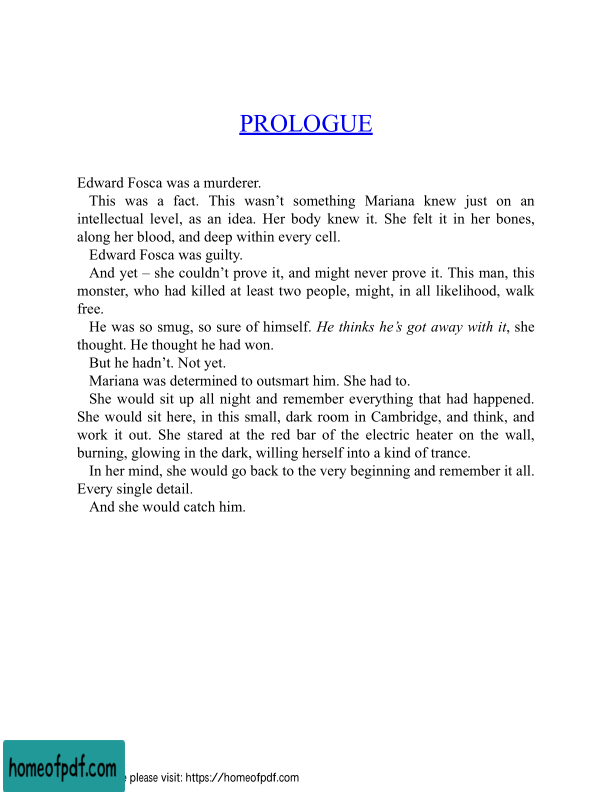 PROLOGUE
Edward Fosca was a murderer.
This was a fact. This wasn’t something Mariana knew just on an
intellectual level, as an idea. Her body knew it. She felt it in her bones,
along her blood, and deep within every cell.
Edward Fosca was guilty.
And yet – she couldn’t prove it, and might never prove it. This man, this
monster, who had killed at least two people, might, in all likelihood, walk
free.
He was so smug, so sure of himself. He thinks he’s got away with it, she
thought. He thought he had won.
But he hadn’t. Not yet.
Mariana was determined to outsmart him. She had to.
She would sit up all night and remember everything that had happened.
She would sit here, in this small, dark room in Cambridge, and think, and
work it out. She stared at the red bar of the electric heater on the wall,
burning, glowing in the dark, willing herself into a kind of trance.
In her mind, she would go back to the very beginning and remember it all.
Every single detail.
And she would catch him.
homeofpdf.com
please visit: https://homeofpdf.com